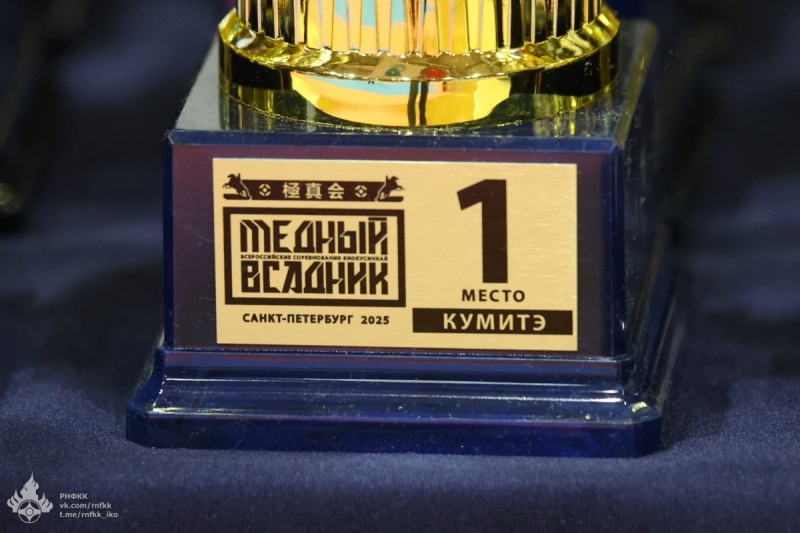 極真会
МЕДНЫЙ
ВСЕРОССИЙСКИЕ СОРЕВНОВАНИЯ КИОКУСИНКАЙ
ВСАДНИК
САНКТ-ПЕТЕРБУРГ 2025
1
МЕСТО
КУМИТЭ
РНФКК
vk.com/rnfkk
t.me/rnfkk_iko